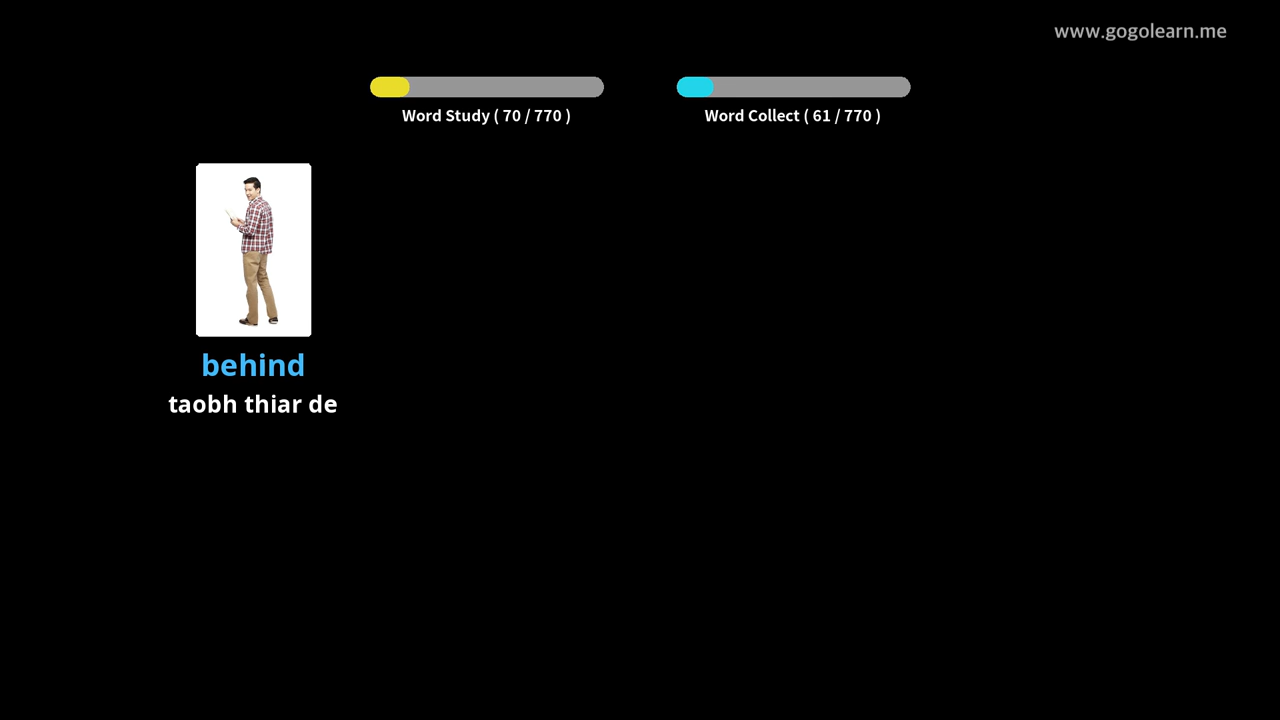 www.gogolearn.me
Word Study ( 70 / 770 )
Word Collect ( 61 / 770 )
behind
taobh thiar de